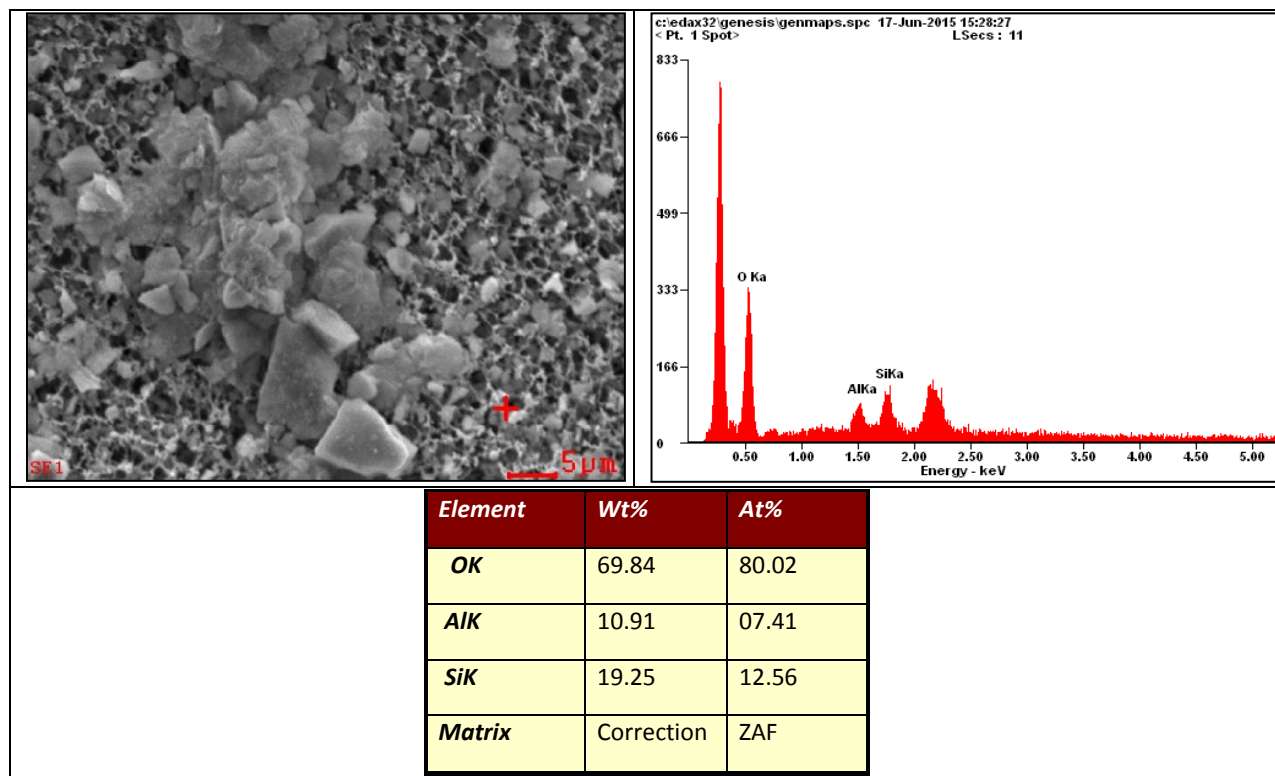 SE1
5 µm
c:\edax32\genesis\genmaps.spc 17-Jun-2015 15:28:27
< Pt. 1 Spot> LSecs : 11
833
666
499
333
166
0
O Ka
AlKa
SiKa
0.50 1.00 1.50 2.00 2.50 3.00 3.50 4.00 4.50 5.00
Energy - keV
Element Wt% At%
OK 69.84 80.02
AlK 10.91 07.41
SiK 19.25 12.56
Matrix Correction ZAF